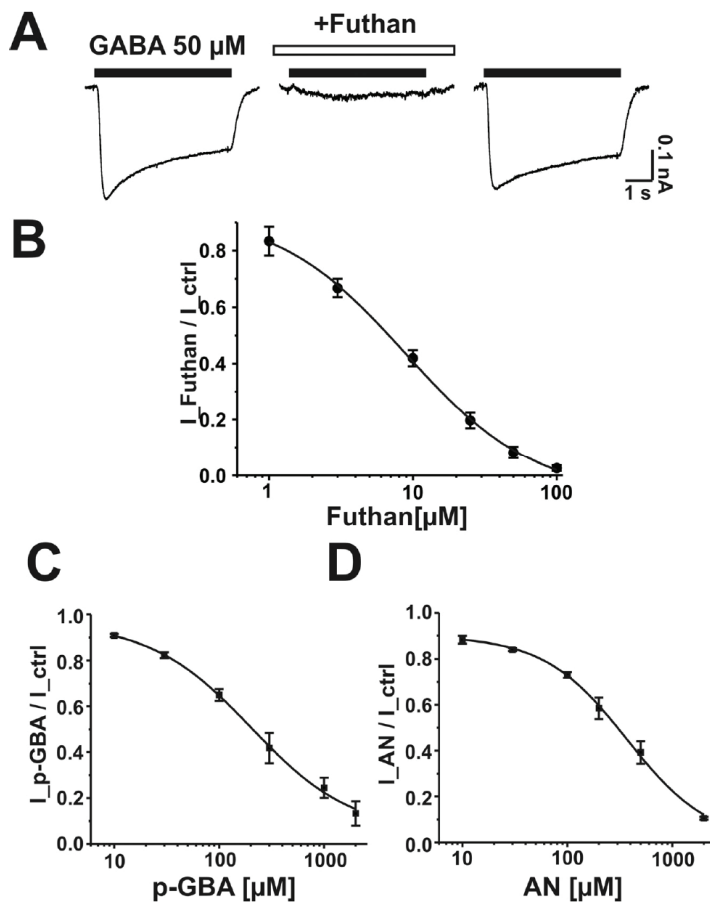 A
+Futhan
GABA 50 µM
0.1 nA
1 s
B
I_Futhan / I_ctrl
0.8
0.6
0.4
0.2
0.0
1
10
100
Futhan[µM]
C
I_p-GBA / I_ctrl
1.0
0.8
0.6
0.4
0.2
0.0
10
100
1000
p-GBA [µM]
D
I_AN / I_ctrl
1.0
0.8
0.6
0.4
0.2
0.0
10
100
1000
AN [µM]